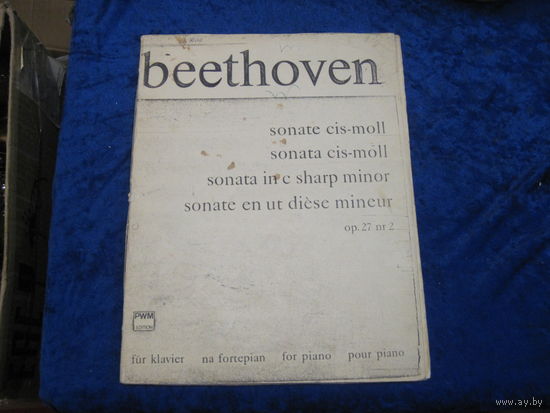 beethoven
sonate cis-moll
sonata cis-moll
sonata in c sharp minor
sonate en ut dièse mineur
op. 27 nr 2
PWM
EDITION
für klavier na fortepian for piano pour piano
www.ay.by